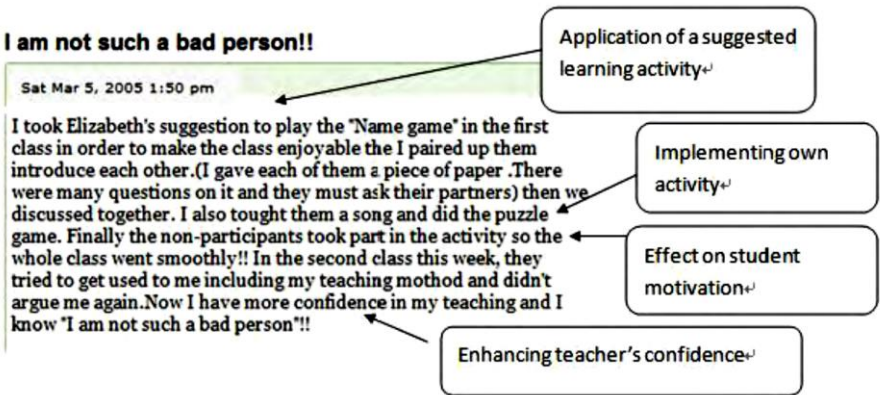 I am not such a bad person!!
Sat Mar 5, 2005 1:50 pm
I took Elizabeth's suggestion to play the "Name game" in the first
class in order to make the class enjoyable the I paired up them
introduce each other.(I gave each of them a piece of paper .There
were many questions on it and they must ask their partners) then we
discussed together. I also tought them a song and did the puzzle
game. Finally the non-participants took part in the activity so the
whole class went smoothly!! In the second class this week, they
tried to get used to me including my teaching mothod and didn't
argue me again.Now I have more confidence in my teaching and I
know "I am not such a bad person"!!
Application of a suggested
learning activity↵
Implementing own
activity↵
Effect on student
motivation↵
Enhancing teacher's confidence↵